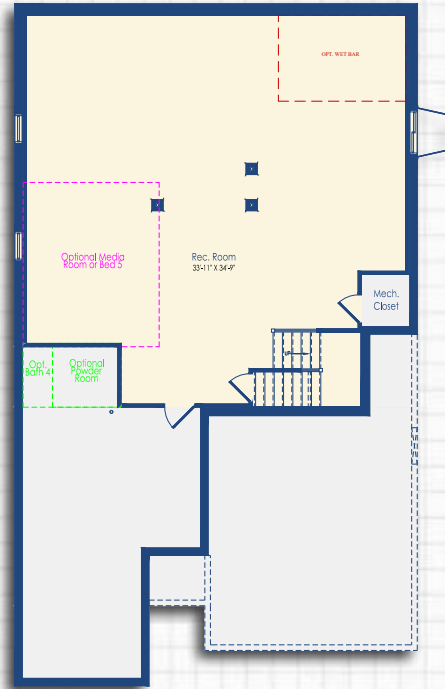 OPT. WET BAR
Optional Media
Room or Bed 5
Rec. Room
33'-11" X 34'-9"
Mech.
Closet
Opt.
Bath 4
Optional
Powder
Room